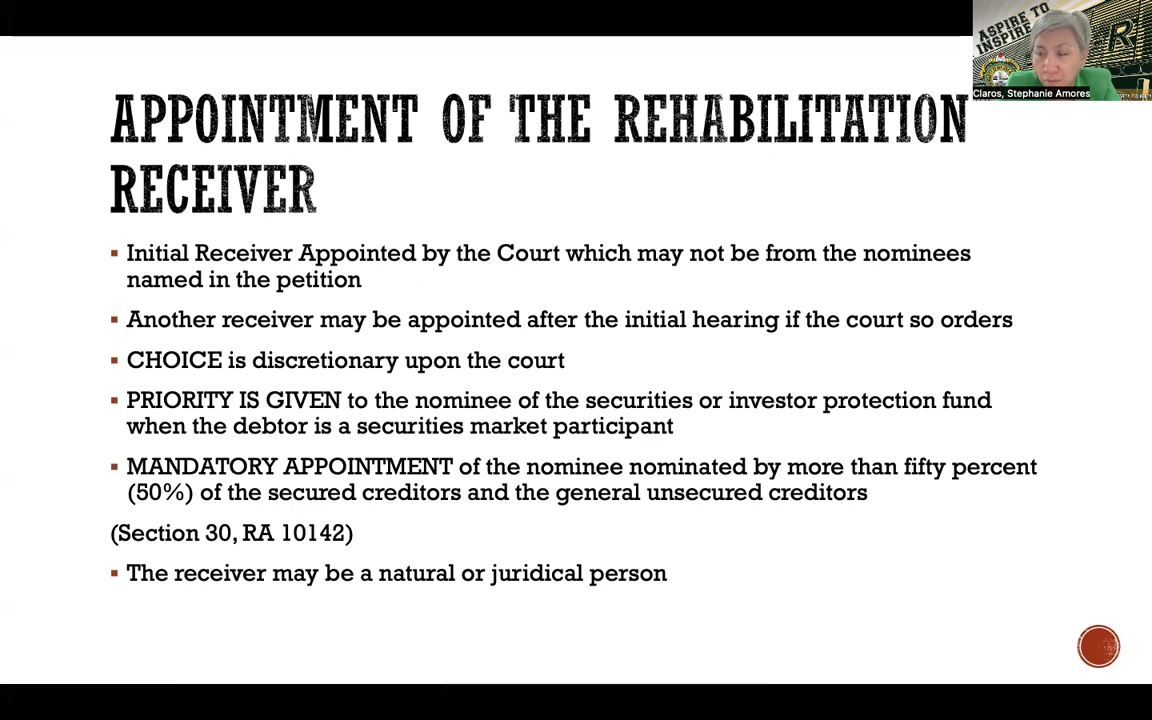 ASPIRE TO
INSPIRE
R
Claros, Stephanie Amores
APPOINTMENT OF THE REHABILITATION
RECEIVER
▪ Initial Receiver Appointed by the Court which may not be from the nominees
named in the petition
▪ Another receiver may be appointed after the initial hearing if the court so orders
▪ CHOICE is discretionary upon the court
▪ PRIORITY IS GIVEN to the nominee of the securities or investor protection fund
when the debtor is a securities market participant
▪ MANDATORY APPOINTMENT of the nominee nominated by more than fifty percent
(50%) of the secured creditors and the general unsecured creditors
(Section 30, RA 10142)
▪ The receiver may be a natural or juridical person